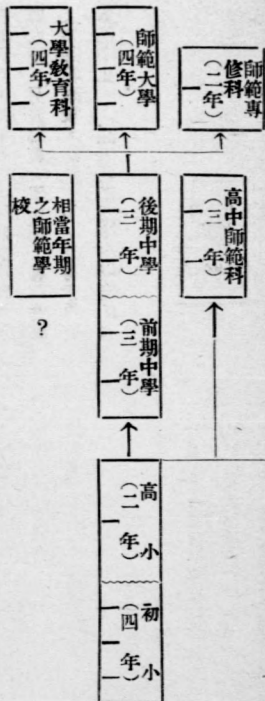 師範專
修科
(二年)
師範大學
(四年)
大學敎育科
(四年)
高中師範科
(三年)
後期中學
(三年)
前期中學
(三年)
相當年期
之師範學
校
?
高小
(二年)
初小
(四年)